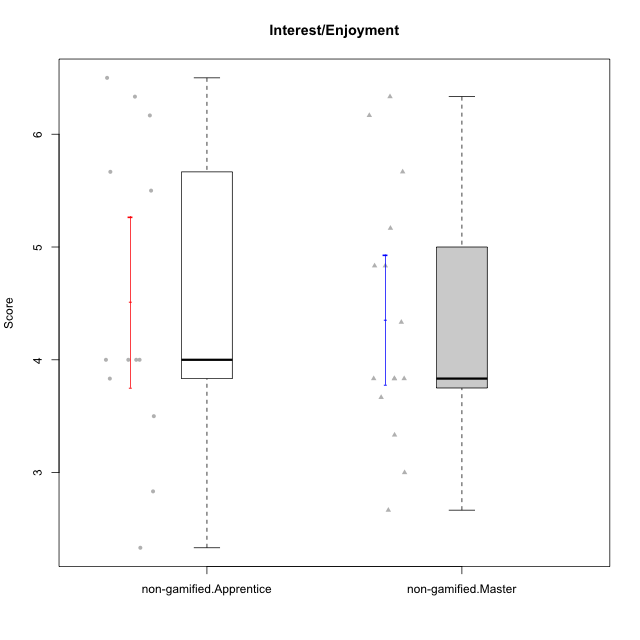 Interest/Enjoyment
Score
6
5
4
3
non-gamified.Apprentice
non-gamified.Master